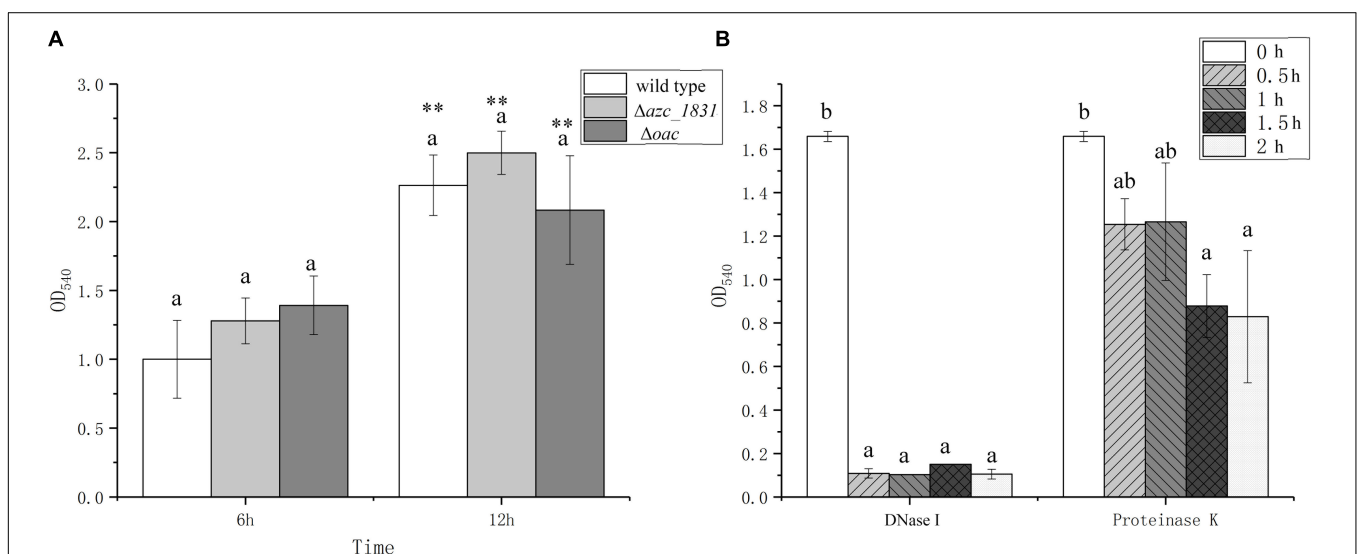 A
wild type
Δazc_1831
Δoac
3.0
2.5
2.0
1.5
1.0
0.5
0.0
OD540
a
a
a
**
a
**
a
**
a
6h
12h
Time
B
0 h
0.5h
1 h
1.5h
2 h
1.8
1.6
1.4
1.2
1.0
0.8
0.6
0.4
0.2
0.0
OD540
b
a
a
a
a
b
ab
ab
a
a
DNase I
Proteinase K